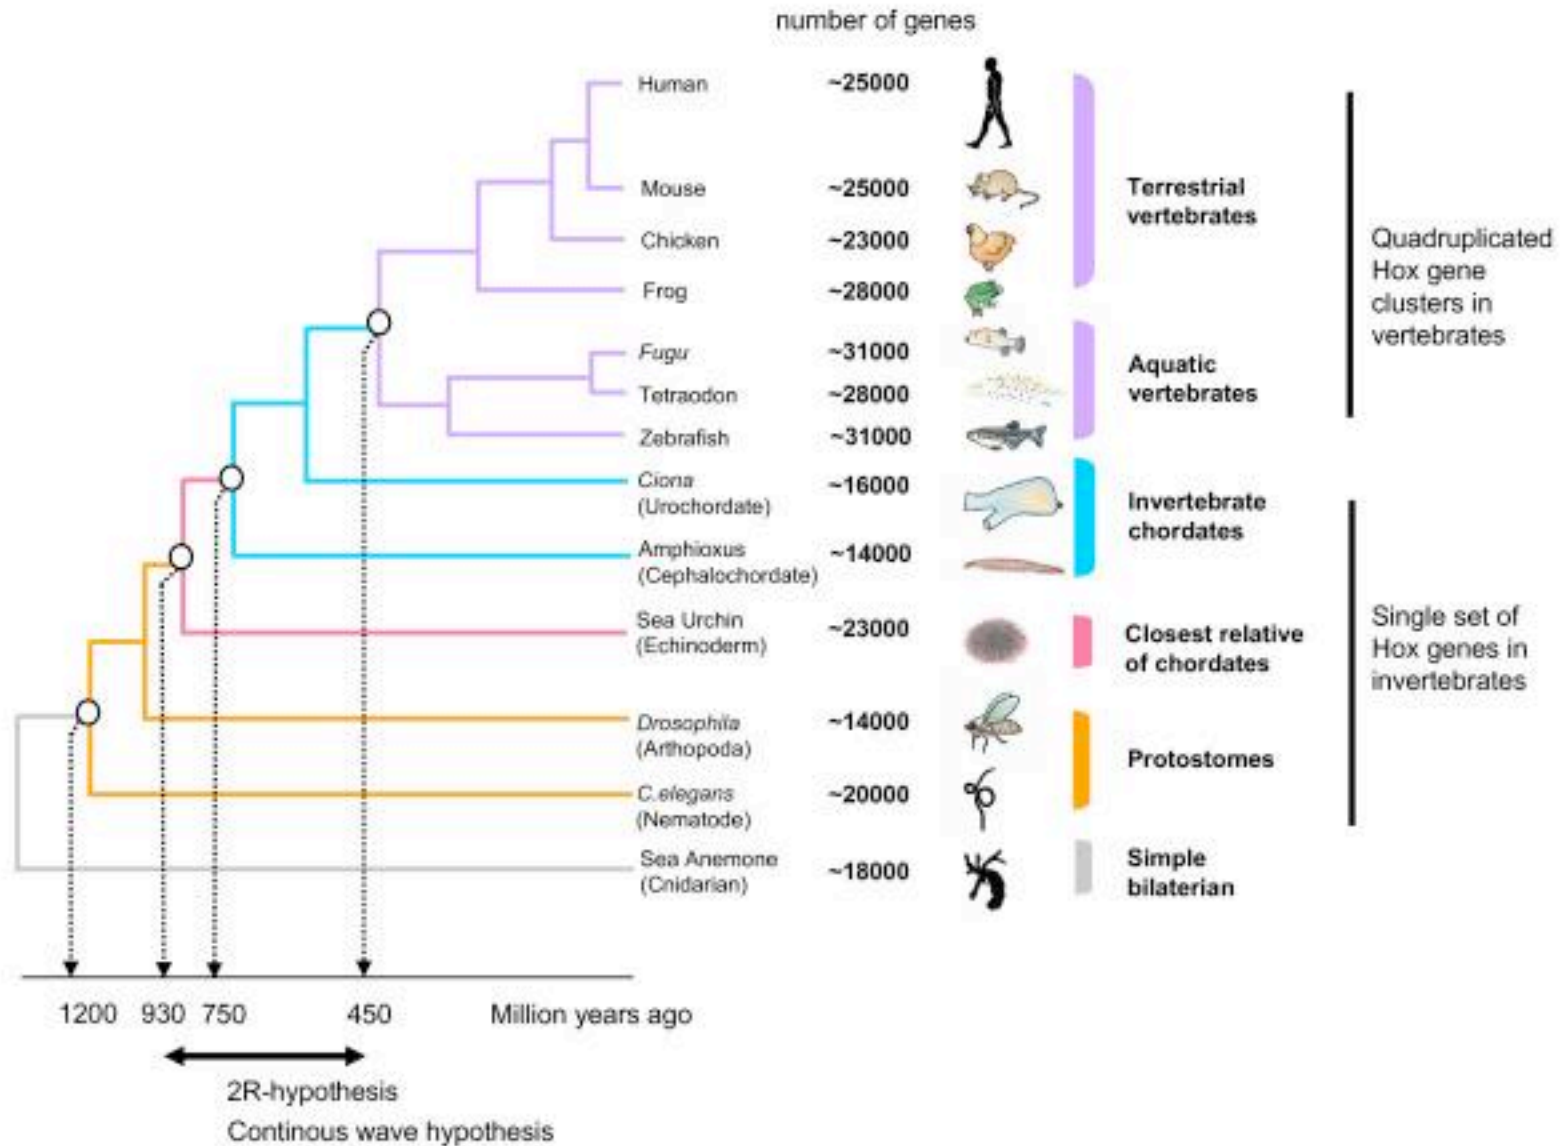 number of genes
Human ~25000
Mouse ~25000
Chicken ~23000
Frog ~28000
Terrestrial
vertebrates
Fugu ~31000
Tetraodon ~28000
Zebrafish ~31000
Aquatic
vertebrates
Quadruplicated
Hox gene
clusters in
vertebrates
Ciona ~16000
(Urochordate)
Amphioxus ~14000
(Cephalochordate)
Invertebrate
chordates
Sea Urchin ~23000
(Echinoderm)
Closest relative
of chordates
Drosophila ~14000
(Arthopoda)
C.elegans ~20000
(Nematode)
Protostomes
Single set of
Hox genes in
invertebrates
Sea Anemone ~18000
(Cnidarian)
Simple
bilaterian
1200 930 750 450 Million years ago
2R-hypothesis
Continous wave hypothesis